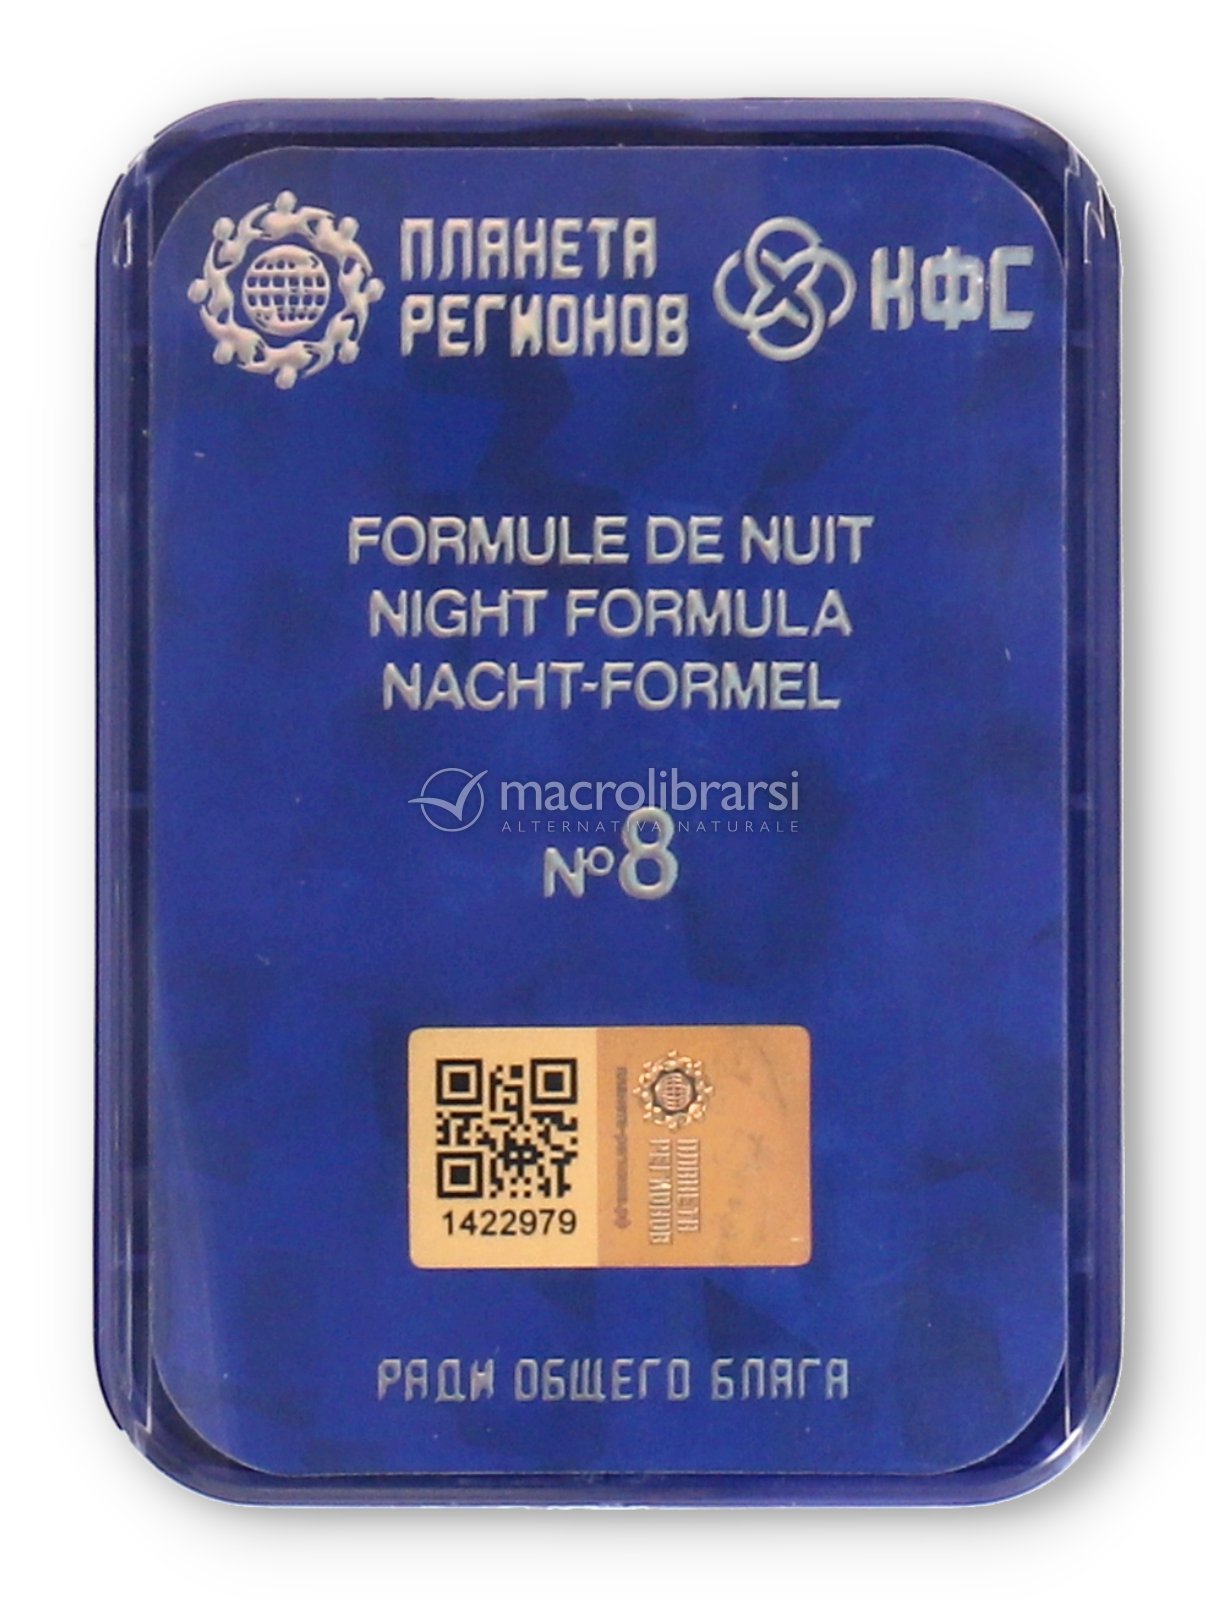 ПЛАНЕТА
РЕГИОНОВ
КФС
FORMULE DE NUIT
NIGHT FORMULA
NACHT-FORMEL
macrolibrarsi
ALTERNATIVA NATURALE
Nº8
1422979
ПЛАНЕТА
РЕГИОНОВ
РАДИ ОБЩЕГО БЛАГА